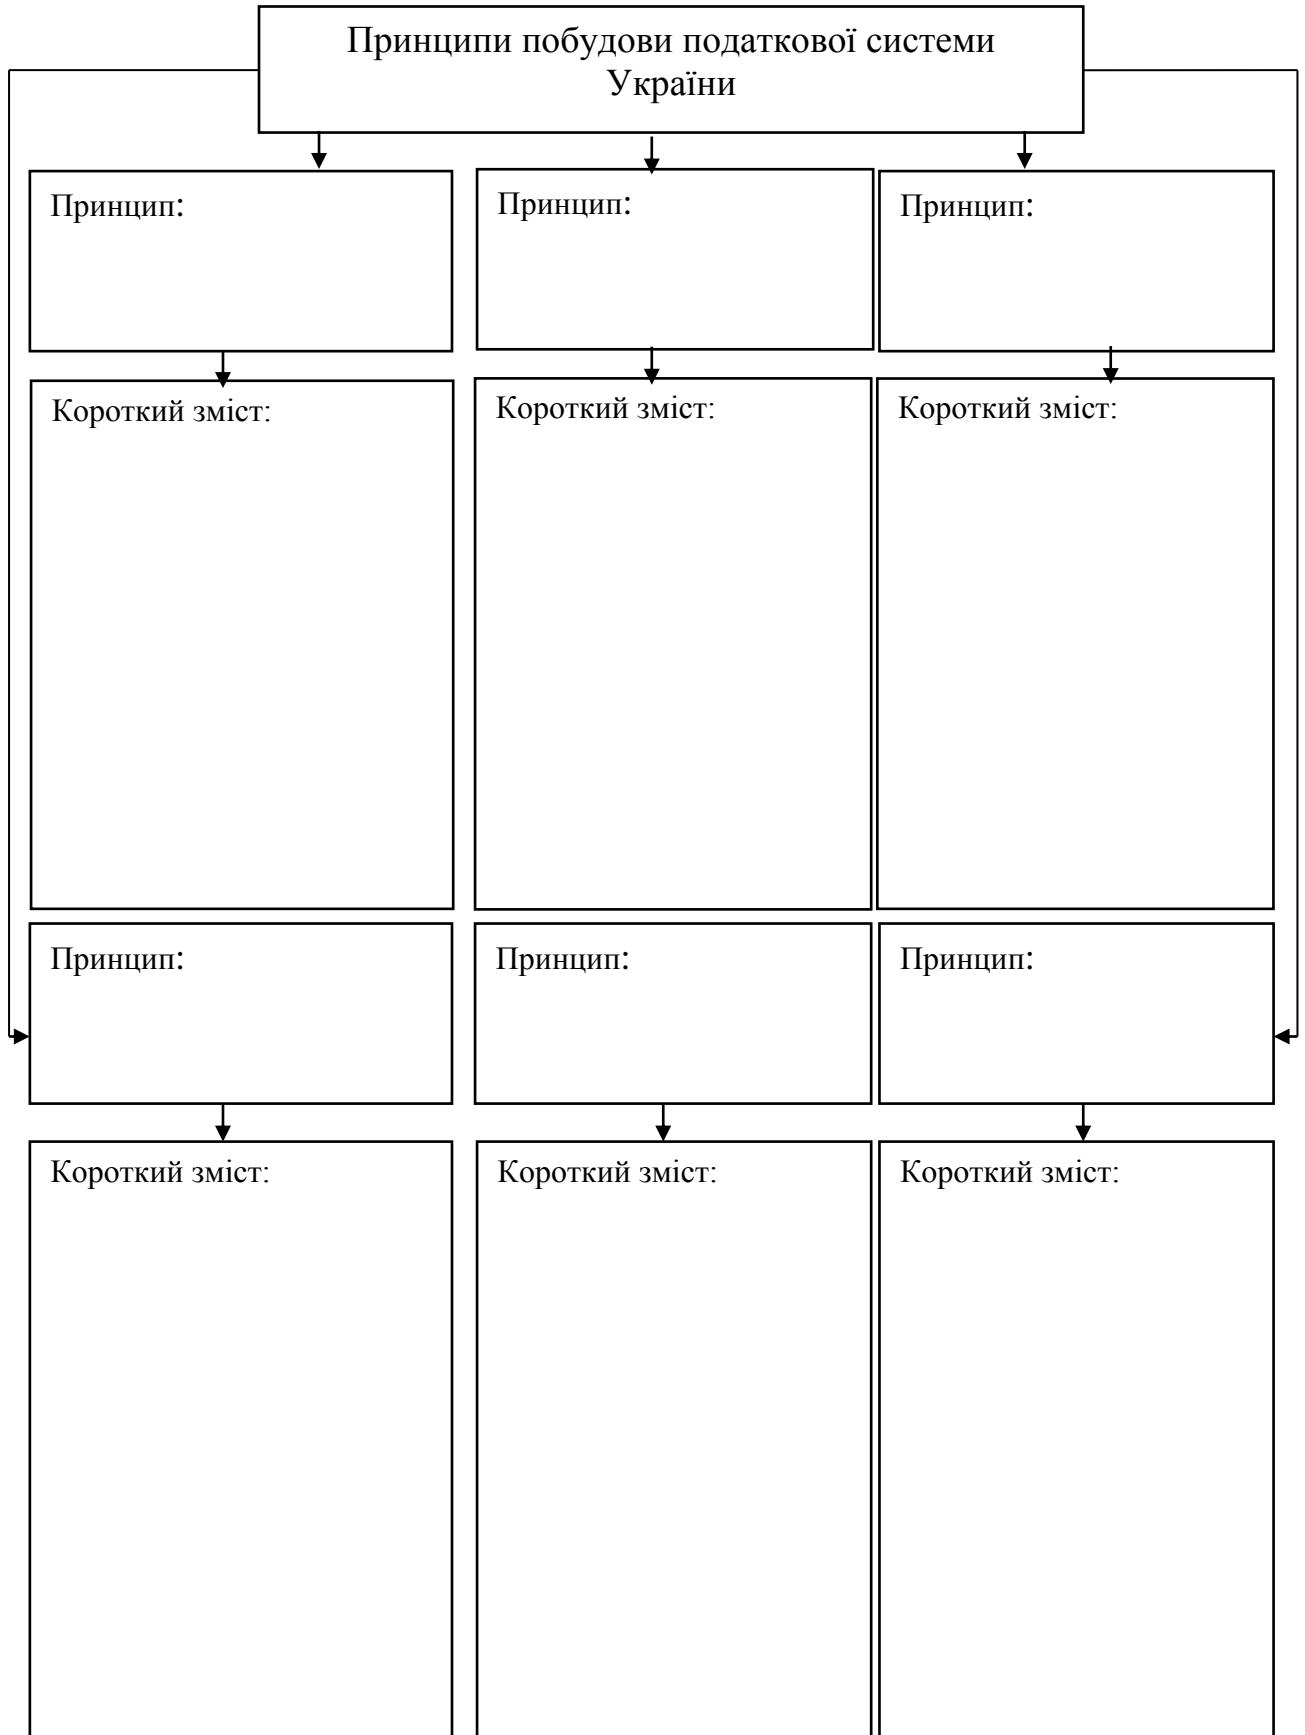 Принципи побудови податкової системи
України
Принцип:
Принцип:
Принцип:
Короткий зміст:
Короткий зміст:
Короткий зміст:
Принцип:
Принцип:
Принцип:
Короткий зміст:
Короткий зміст:
Короткий зміст: